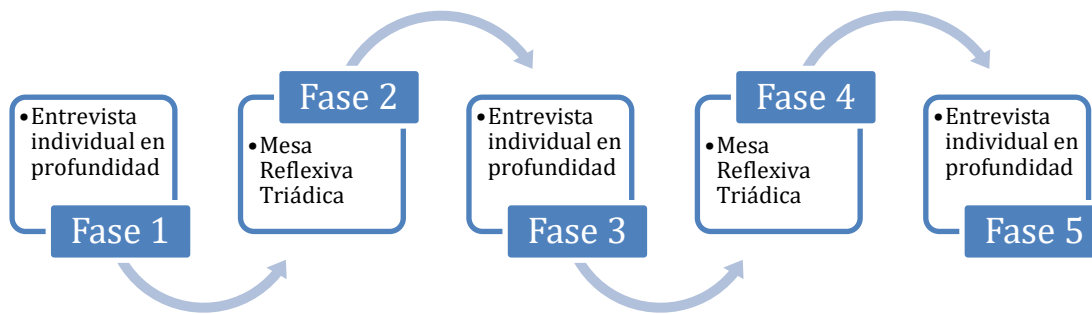 • Entrevista
individual en
profundidad
Fase 1
Fase 2
• Mesa
Reflexiva
Triádica
• Entrevista
individual en
profundidad
Fase 3
Fase 4
• Mesa
Reflexiva
Triádica
• Entrevista
individual en
profundidad
Fase 5